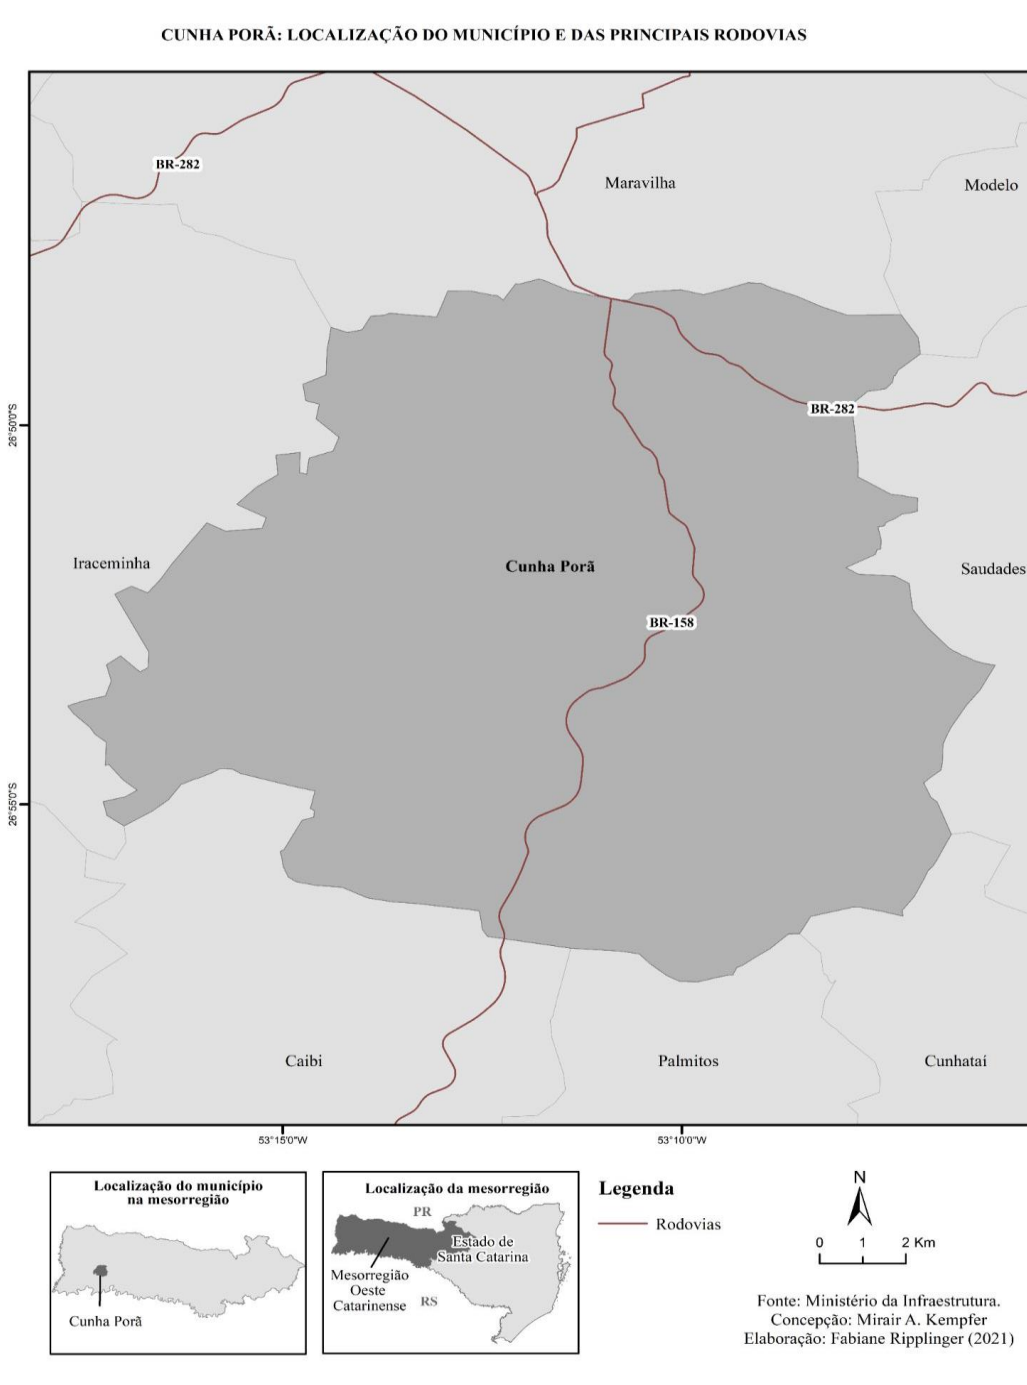 CUNHA PORÃ: LOCALIZAÇÃO DO MUNICÍPIO E DAS PRINCIPAIS RODOVIAS
BR-282
Maravilha
Modelo
BR-282
26°50'0"S
Iraceminha
Cunha Porã
Saudades
BR-158
26°55'0"S
Caibi
Palmitos
Cunhataí
53°15'0"W
53°10'0"W
Localização do município
na mesorregião
Cunha Porã
Localização da mesorregião
PR
Estado de
Santa Catarina
Mesorregião
Oeste
Catarinense
RS
Legenda
Rodovias
N
0 1 2 Km
Fonte: Ministério da Infraestrutura.
Concepção: Mirair A. Kempfer
Elaboração: Fabiane Ripplinger (2021)